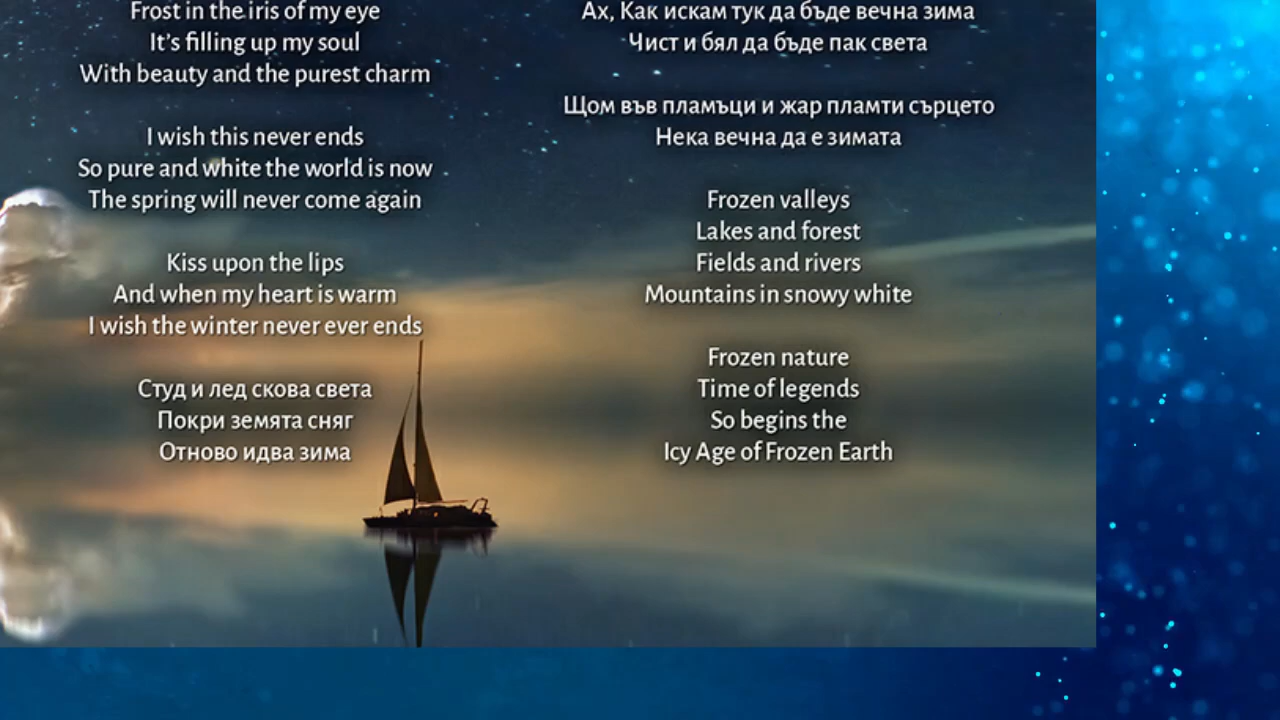 Frost in the iris of my eye
It’s filling up my soul
With beauty and the purest charm
I wish this never ends
So pure and white the world is now
The spring will never come again
Kiss upon the lips
And when my heart is warm
I wish the winter never ever ends
Студ и лед скова света
Покри земята сняг
Отново идва зима
Ах, Как искам тук да бъде вечна зима
Чист и бял да бъде пак света
Щом във пламъци и жар пламти сърцето
Нека вечна да е зимата
Frozen valleys
Lakes and forest
Fields and rivers
Mountains in snowy white
Frozen nature
Time of legends
So begins the
Icy Age of Frozen Earth